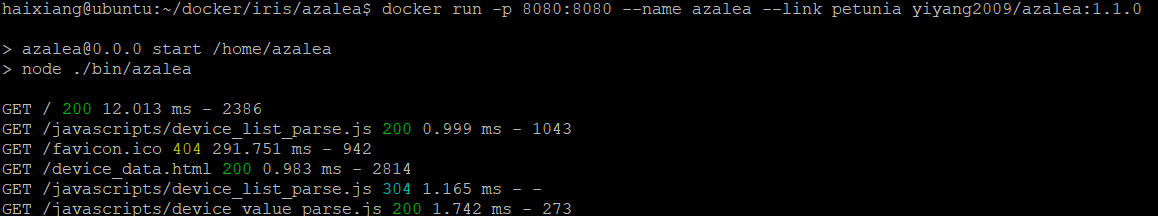 haixiang@ubuntu:~/docker/iris/azalea$ docker run -p 8080:8080 --name azalea --link petunia yiyang2009/azalea:1.1.0
> azalea@0.0.0 start /home/azalea
> node ./bin/azalea
GET / 200 12.013 ms - 2386
GET /javascripts/device_list_parse.js 200 0.999 ms - 1043
GET /favicon.ico 404 291.751 ms - 942
GET /device_data.html 200 0.983 ms - 2814
GET /javascripts/device_list_parse.js 304 1.165 ms - -
GET /javascripts/device_value_parse.js 200 1.742 ms - 273